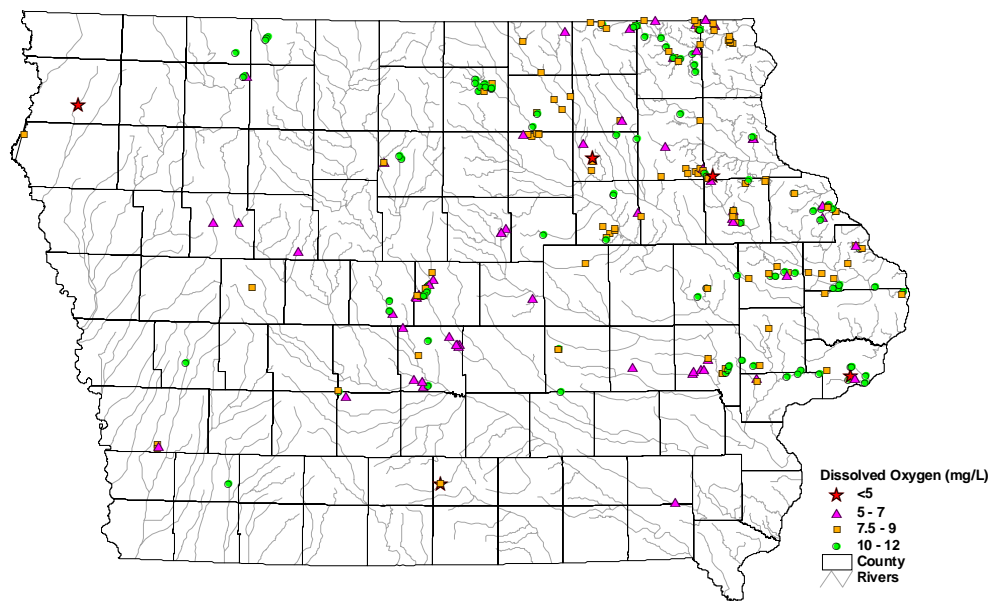 Dissolved Oxygen (mg/L)
<5
5 - 7
7.5 - 9
10 - 12
County
Rivers